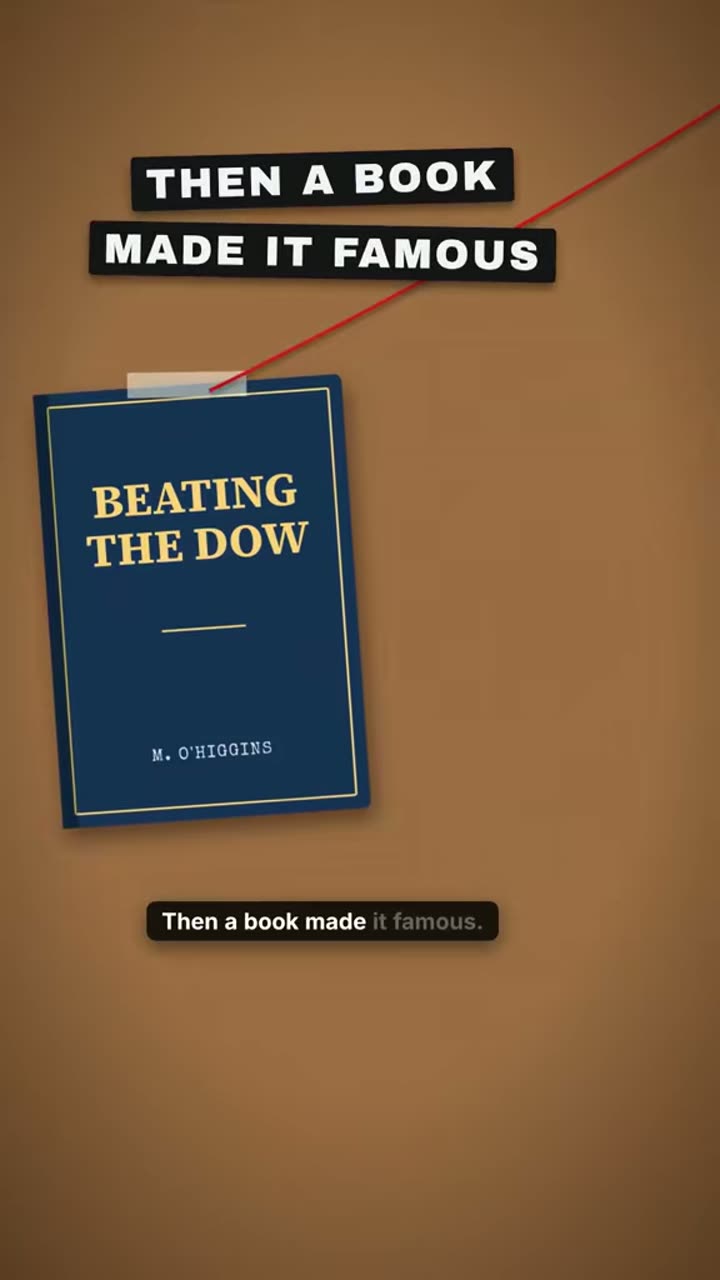 THEN A BOOK
MADE IT FAMOUS
BEATING
THE DOW
M. O'HIGGINS
Then a book made it famous.